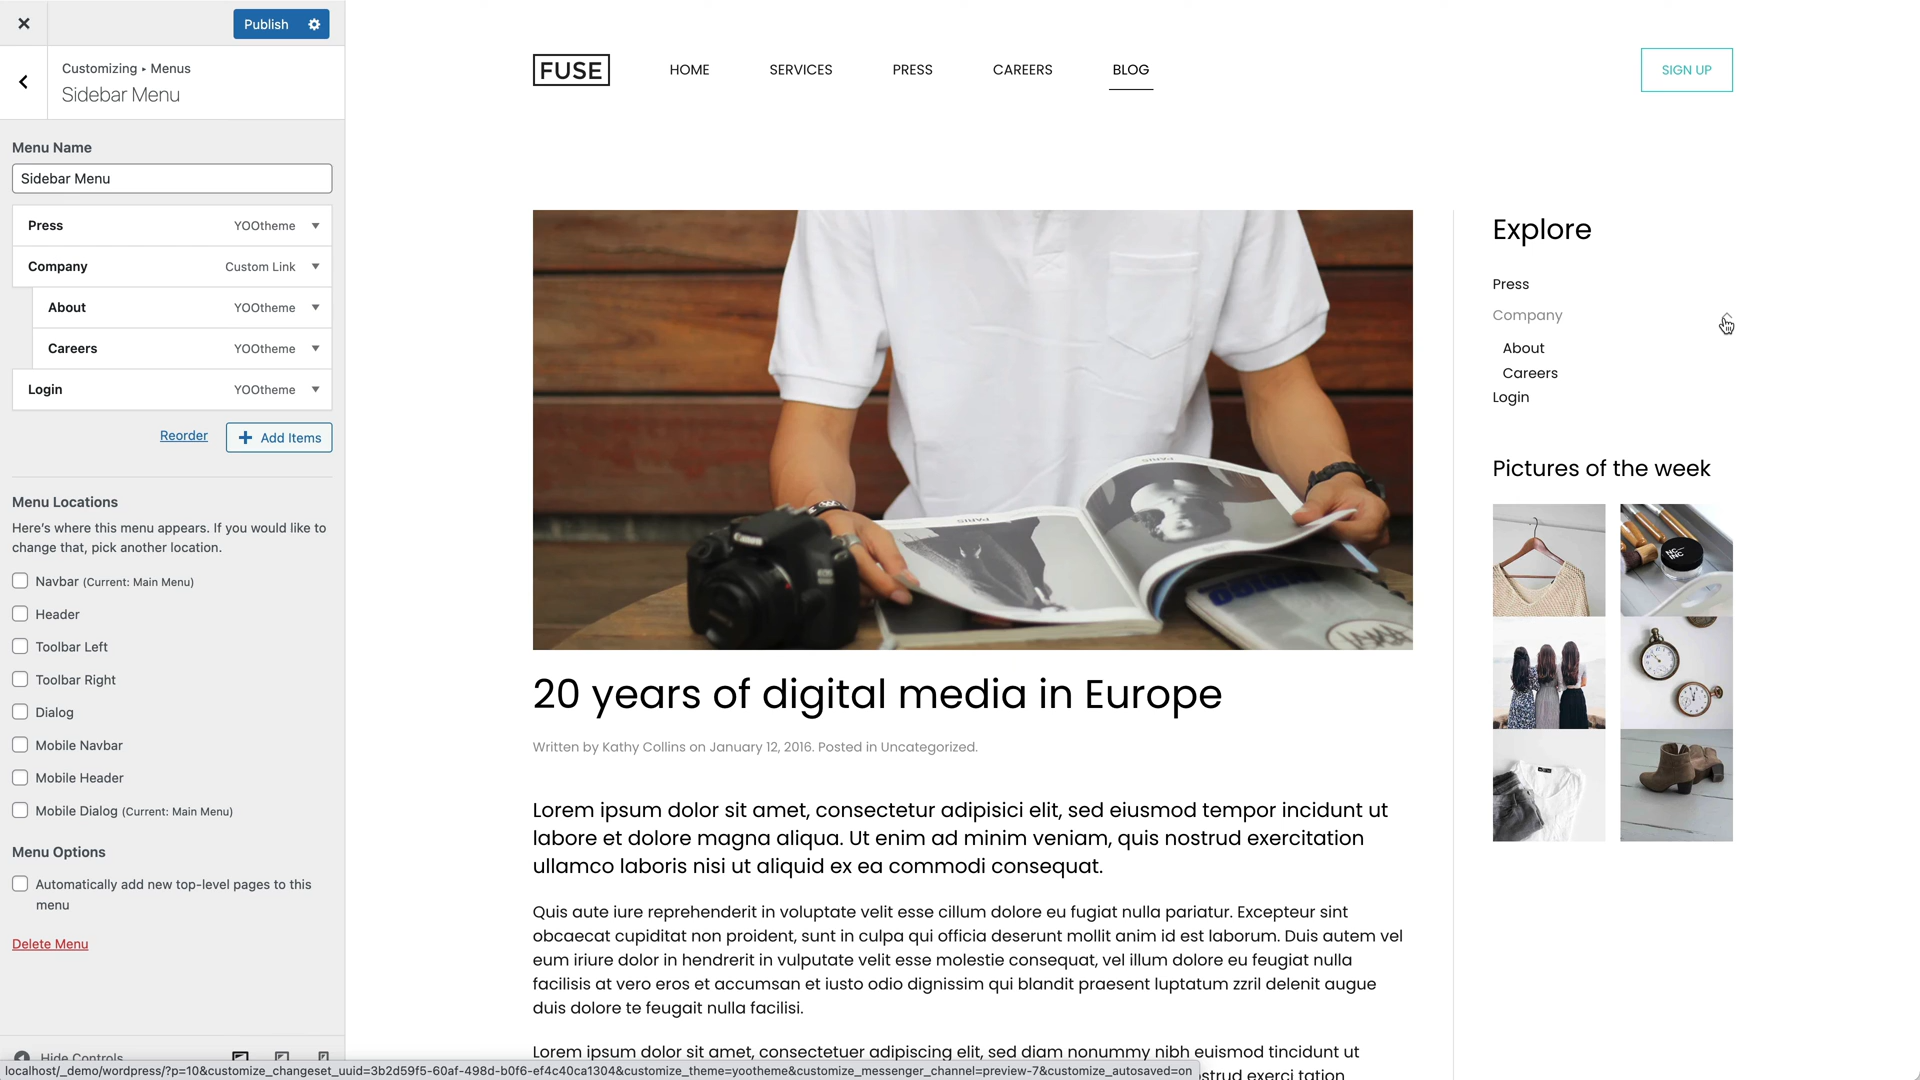 Publish
Customizing ▸ Menus
Sidebar Menu
Menu Name
Sidebar Menu
Press YOOtheme
Company Custom Link
About YOOtheme
Careers YOOtheme
Login YOOtheme
Reorder
Add Items
Menu Locations
Here's where this menu appears. If you would like to
change that, pick another location.
Navbar (Current: Main Menu)
Header
Toolbar Left
Toolbar Right
Dialog
Mobile Navbar
Mobile Header
Mobile Dialog (Current: Main Menu)
Menu Options
Automatically add new top-level pages to this
menu
Delete Menu
Hide Controls
localhost/_demo/wordpress/?p=10&customize_changeset_uuid=3b2d59f5-60af-498d-b0f6-ef4c40ca1304&customize_theme=yootheme&customize_messenger_channel=preview-7&customize_autosaved=on
FUSE
HOME SERVICES PRESS CAREERS BLOG
SIGN UP
Canon
PARIS
PARIS
20 years of digital media in Europe
Written by Kathy Collins on January 12, 2016. Posted in Uncategorized.
Lorem ipsum dolor sit amet, consectetur adipisici elit, sed eiusmod tempor incidunt ut
labore et dolore magna aliqua. Ut enim ad minim veniam, quis nostrud exercitation
ullamco laboris nisi ut aliquid ex ea commodi consequat.
Quis aute iure reprehenderit in voluptate velit esse cillum dolore eu fugiat nulla pariatur. Excepteur sint
obcaecat cupiditat non proident, sunt in culpa qui officia deserunt mollit anim id est laborum. Duis autem vel
eum iriure dolor in hendrerit in vulputate velit esse molestie consequat, vel illum dolore eu feugiat nulla
facilisis at vero eros et accumsan et iusto odio dignissim qui blandit praesent luptatum zzril delenit augue
duis dolore te feugait nulla facilisi.
Lorem ipsum dolor sit amet, consectetuer adipiscing elit, sed diam nonummy nibh euismod tincidunt ut
strud exerci tation
Explore
Press
Company
About
Careers
Login
Pictures of the week
NC-
INC